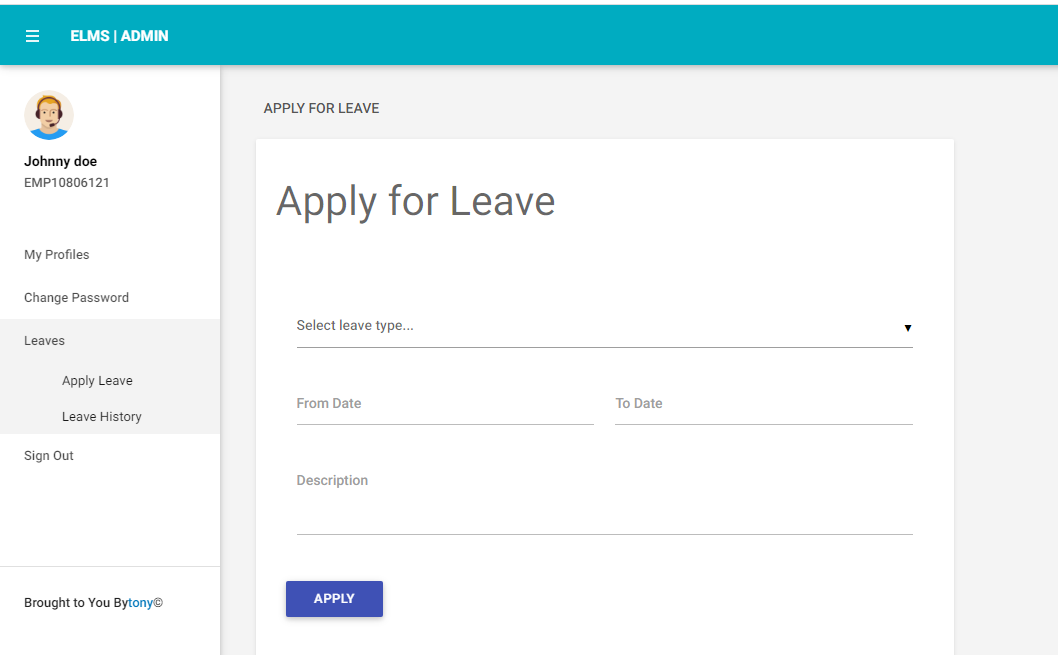 ELMS | ADMIN
Johnny doe
EMP10806121
My Profiles
Change Password
Leaves
Apply Leave
Leave History
Sign Out
Brought to You Bytony©
APPLY FOR LEAVE
Apply for Leave
Select leave type...
From Date
To Date
Description
APPLY